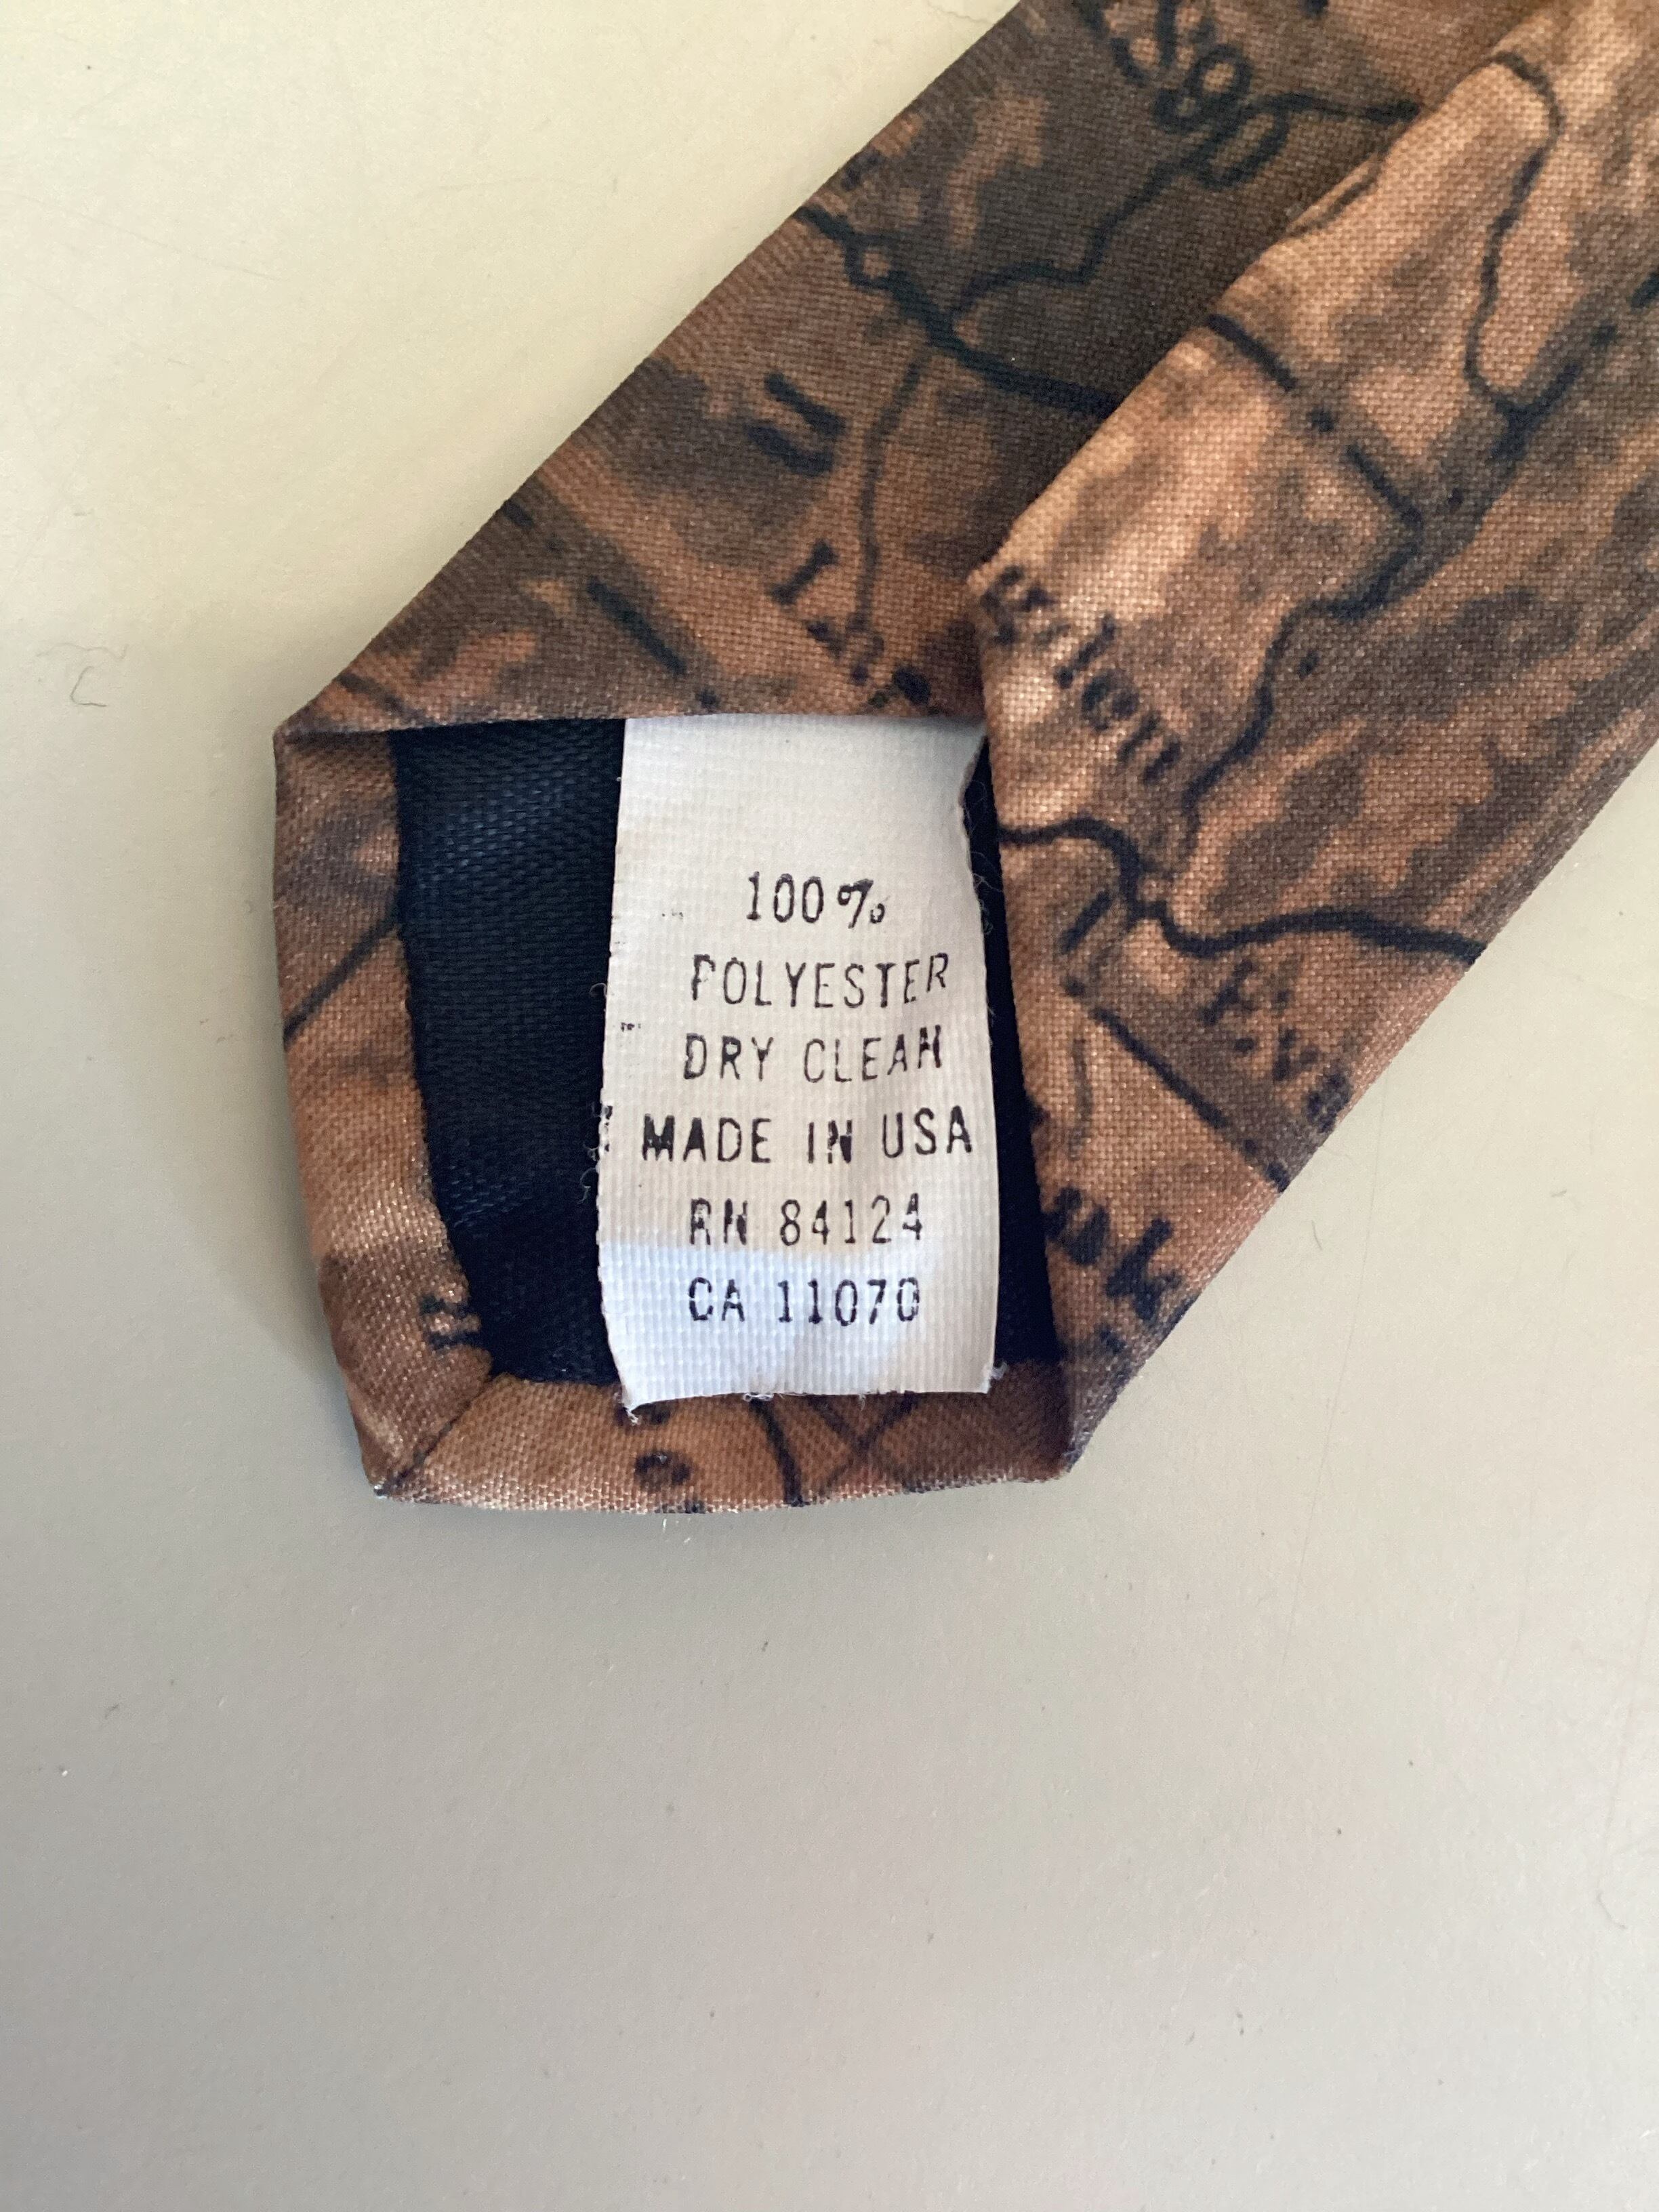 100%
POLYESTER
DRY CLEAN
MADE IN USA
RN 84124
CA 11070